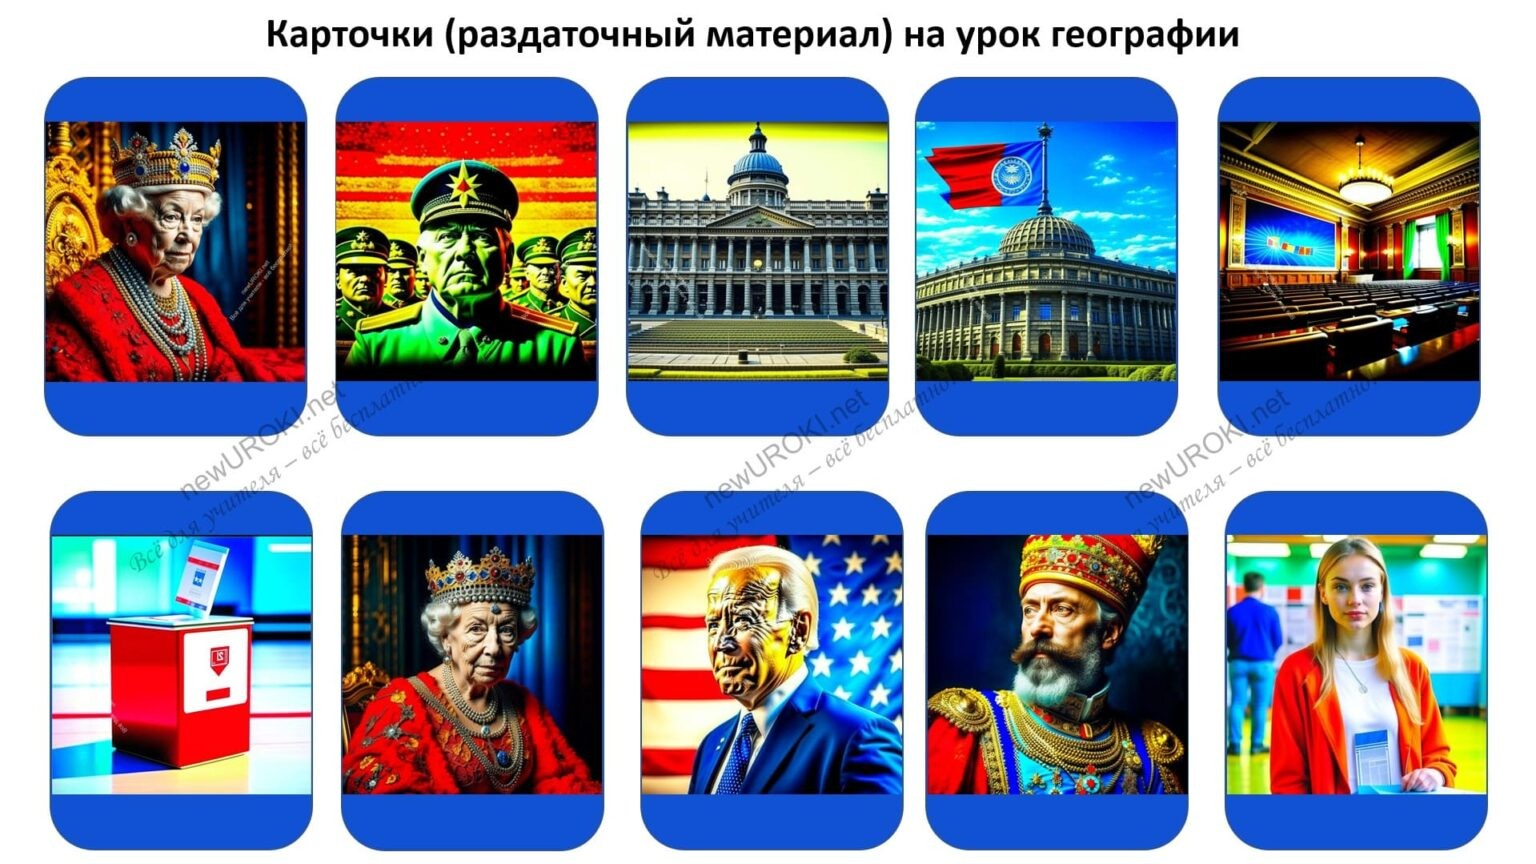 Карточки (раздаточный материал) на урок географии
newUROKI.net
Всё для учителя – всё бесплатно!
newUROKI.net
Всё для учителя – всё бесплатно!
newUROKI.net
Всё для учителя – всё бесплатно!